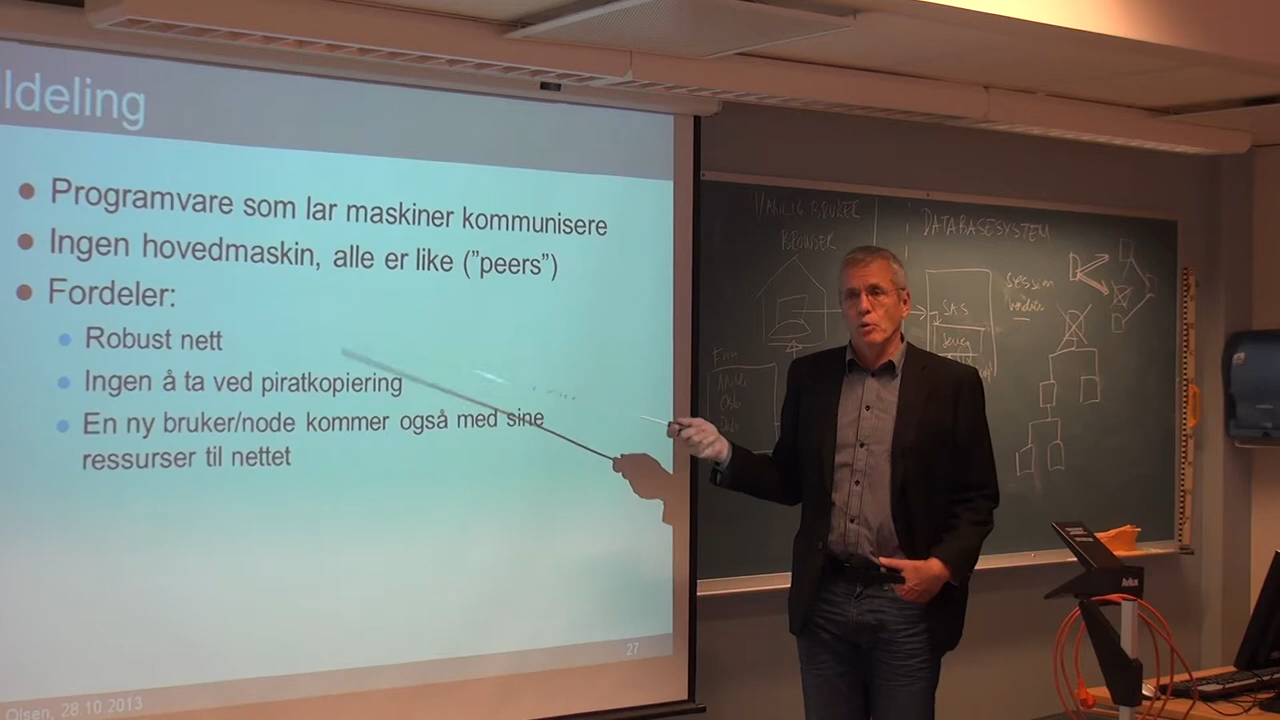 ldeling
Programvare som lar maskiner kommunisere
Ingen hovedmaskin, alle er like ("peers")
Fordeler:
Robust nett
Ingen å ta ved piratkopiering
En ny bruker/node kommer også med sine
ressurser til nettet
27
Olsen, 28.10.2013
VANLIG BRUKER
BROWSER
DATABASESYSTEM
session
SAS